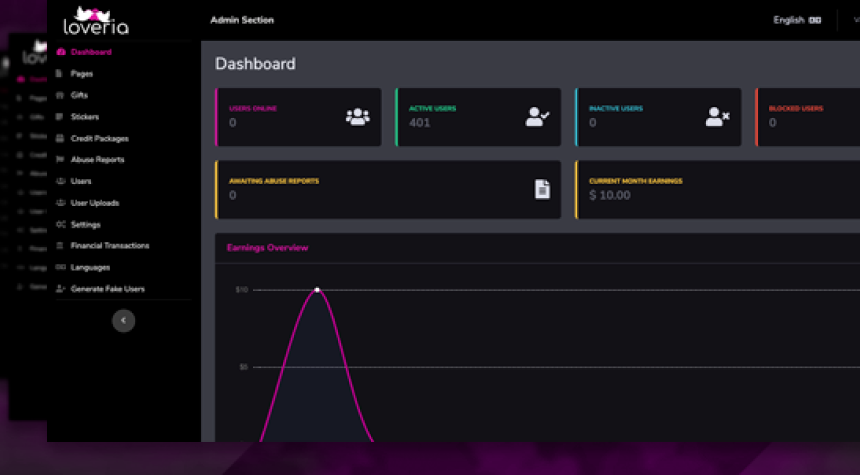 loveria
Admin Section
English
Dashboard
Pages
Gifts
Stickers
Credit Packages
Abuse Reports
Users
User Uploads
Settings
Financial Transactions
Languages
Generate Fake Users
Dashboard
USERS ONLINE
0
ACTIVE USERS
401
INACTIVE USERS
0
BLOCKED USERS
0
AWAITING ABUSE REPORTS
0
CURRENT MONTH EARNINGS
$ 10.00
Earnings Overview
$10
$5